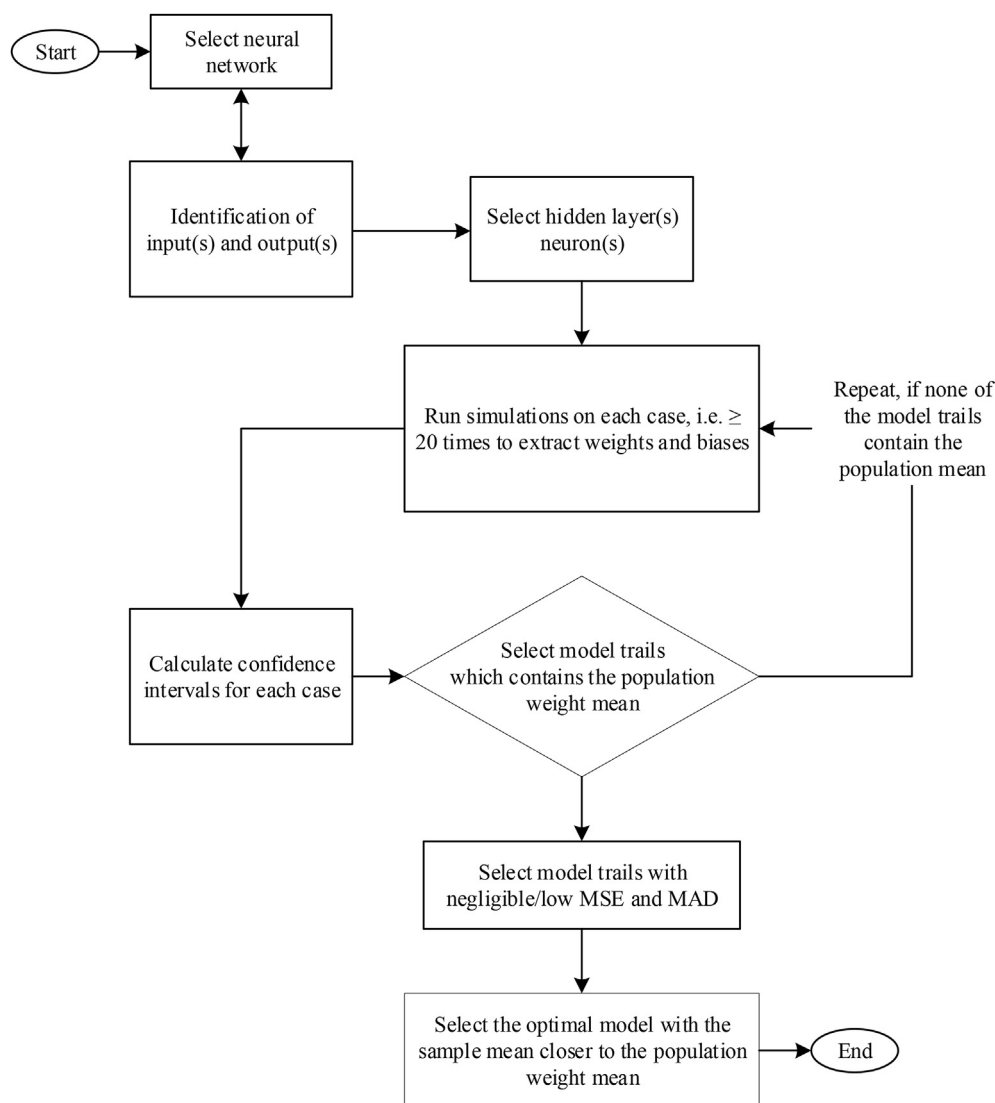 Start
Select neural
network
Identification of
input(s) and output(s)
Select hidden layer(s)
neuron(s)
Run simulations on each case, i.e. ≥
20 times to extract weights and biases
Repeat, if none of
the model trails
contain the
population mean
Calculate confidence
intervals for each case
Select model trails
which contains the population
weight mean
Select model trails with
negligible/low MSE and MAD
Select the optimal model with the
sample mean closer to the population
weight mean
End